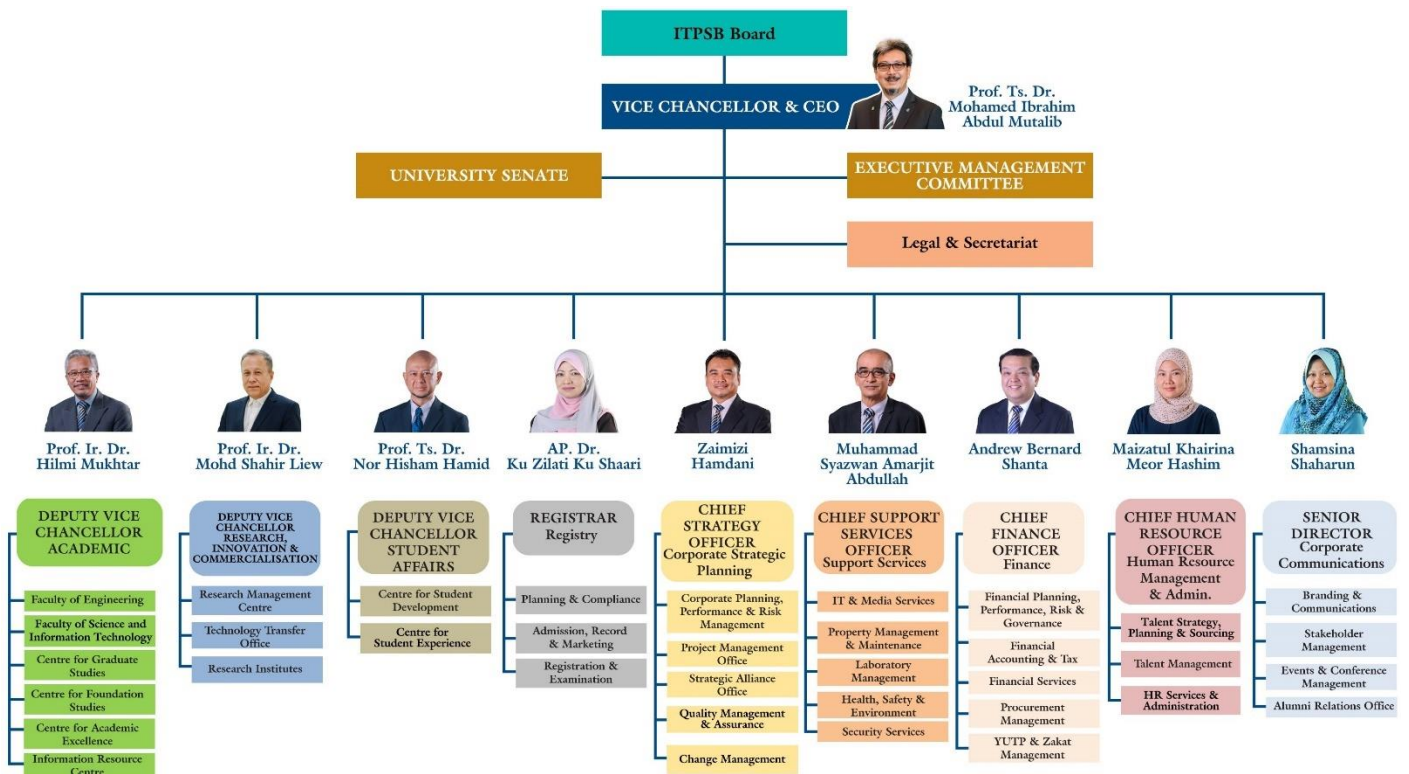 ITPSB Board
VICE CHANCELLOR & CEO
Prof. Ts. Dr.
Mohamed Ibrahim
Abdul Mutalib
UNIVERSITY SENATE
EXECUTIVE MANAGEMENT
COMMITTEE
Legal & Secretariat
Prof. Ir. Dr.
Hilmi Mukhtar
DEPUTY VICE
CHANCELLOR
ACADEMIC
Faculty of Engineering
Faculty of Science and
Information Technology
Centre for Graduate
Studies
Centre for Foundation
Studies
Centre for Academic
Excellence
Information Resource
Centre
Prof. Ir. Dr.
Mohd Shahir Liew
DEPUTY VICE
CHANCELLOR
RESEARCH,
INNOVATION &
COMMERCIALISATION
Research Management
Centre
Technology Transfer
Office
Research Institutes
Prof. Ts. Dr.
Nor Hisham Hamid
DEPUTY VICE
CHANCELLOR
STUDENT
AFFAIRS
Centre for Student
Development
Centre for
Student Experience
AP. Dr.
Ku Zilati Ku Shaari
REGISTRAR
Registry
Planning & Compliance
Admission, Record
& Marketing
Registration &
Examination
Zaimizi
Hamdani
CHIEF
STRATEGY
OFFICER
Corporate Strategic
Planning
Corporate Planning,
Performance & Risk
Management
Project Management
Office
Strategic Alliance
Office
Quality Management
& Assurance
Change Management
Muhammad
Syazwan Amarjit
Abdullah
CHIEF SUPPORT
SERVICES
OFFICER
Support Services
IT & Media Services
Property Management
& Maintenance
Laboratory
Management
Health, Safety &
Environment
Security Services
Andrew Bernard
Shanta
CHIEF
FINANCE
OFFICER
Finance
Financial Planning,
Performance, Risk &
Governance
Financial
Accounting & Tax
Financial Services
Procurement
Management
YUTP & Zakat
Management
Maizatul Khairina
Meor Hashim
CHIEF HUMAN
RESOURCE
OFFICER
Human Resource
Management
& Admin.
Talent Strategy,
Planning & Sourcing
Talent Management
HR Services &
Administration
Shamsina
Shaharun
SENIOR
DIRECTOR
Corporate
Communications
Branding &
Communications
Stakeholder
Management
Events & Conference
Management
Alumni Relations Office